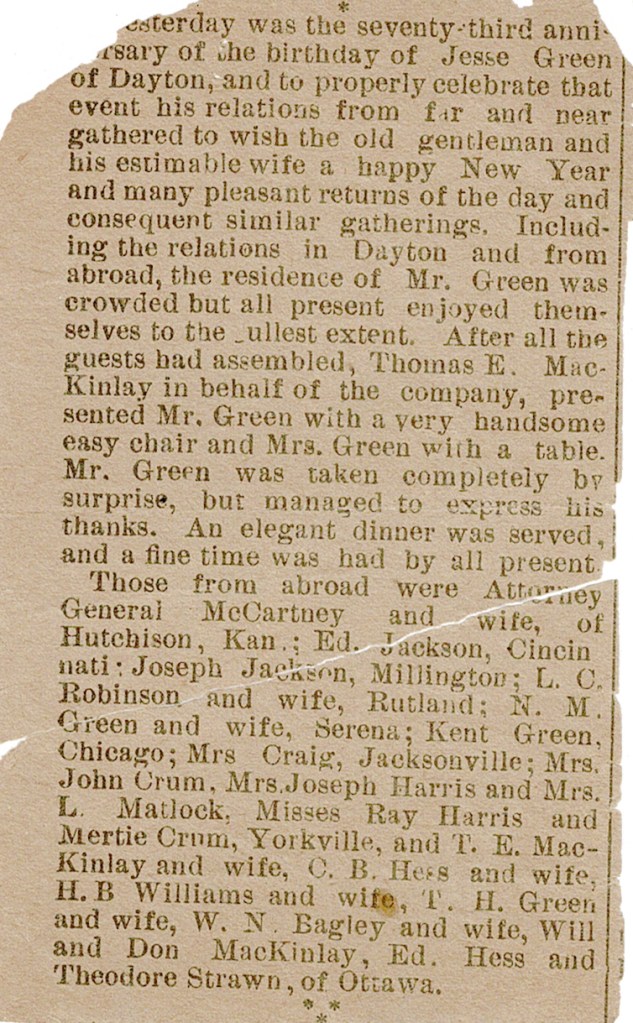 *
esterday was the seventy-third anni-
rsary of the birthday of Jesse Green
of Dayton, and to properly celebrate that
event his relations from far and near
gathered to wish the old gentleman and
his estimable wife a happy New Year
and many pleasant returns of the day and
consequent similar gatherings. Includ-
ing the relations in Dayton and from
abroad, the residence of Mr. Green was
crowded but all present enjoyed them-
selves to the ullest extent. After all the
guests had assembled, Thomas E. Mac-
Kinlay in behalf of the company, pre-
sented Mr. Green with a very handsome
easy chair and Mrs. Green with a table.
Mr. Green was taken completely by
surprise, but managed to express his
thanks. An elegant dinner was served,
and a fine time was had by all present.
Those from abroad were Attorney
General McCartney and wife, of
Hutchison, Kan.; Ed. Jackson, Cincin
nati; Joseph Jackson, Millington; L. C.
Robinson and wife, Rutland; N. M.
Green and wife, Serena; Kent Green,
Chicago; Mrs Craig, Jacksonville; Mrs.
John Crum, Mrs. Joseph Harris and Mrs.
L. Matlock, Misses Ray Harris and
Mertie Crum, Yorkville, and T. E. Mac-
Kinlay and wife, C. B. Hess and wife,
H. B Williams and wife, T. H. Green
and wife, W. N. Bagley and wife, Will
and Don MacKinlay, Ed. Hess and
Theodore Strawn, of Ottawa.
* * *